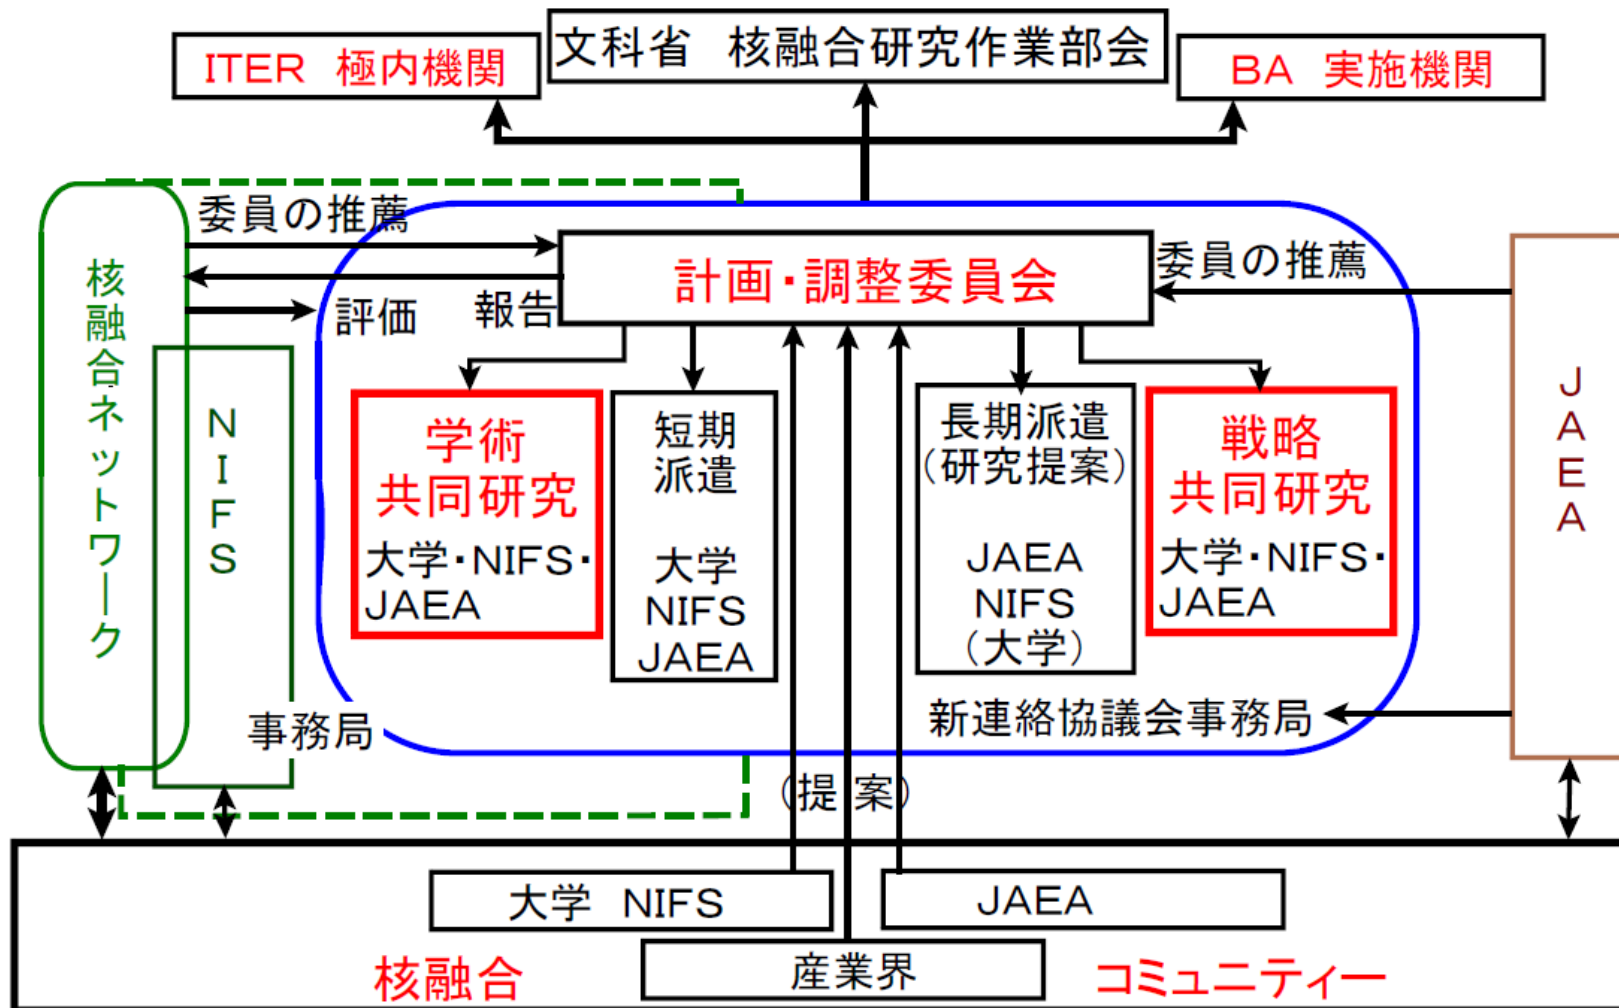 文科省 核融合研究作業部会
ITER 極内機関
BA 実施機関
委員の推薦
計画・調整委員会
委員の推薦
報告
評価
核融合ネットワーク
NIFS
事務局
学術
共同研究
大学・NIFS・
JAEA
短期
派遣
大学
NIFS
JAEA
長期派遣
(研究提案)
JAEA
NIFS
(大学)
戦略
共同研究
大学・NIFS・
JAEA
JAEA
新連絡協議会事務局
(提案)
大学 NIFS
JAEA
産業界
核融合 コミュニティー